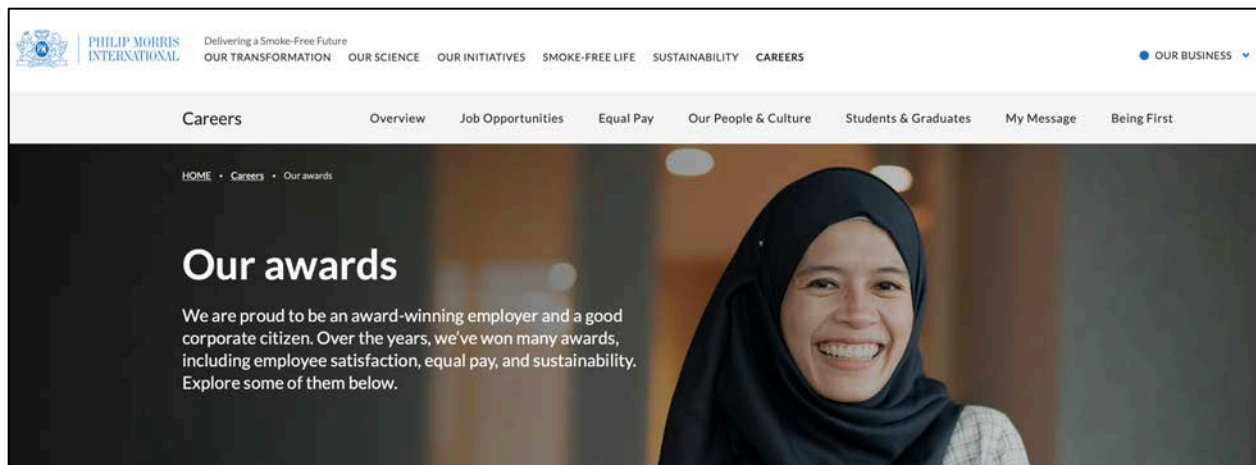 PHILIP MORRIS
INTERNATIONAL
Delivering a Smoke-Free Future
OUR TRANSFORMATION OUR SCIENCE OUR INITIATIVES SMOKE-FREE LIFE SUSTAINABILITY CAREERS
OUR BUSINESS
Careers Overview Job Opportunities Equal Pay Our People & Culture Students & Graduates My Message Being First
HOME • Careers • Our awards
Our awards
We are proud to be an award-winning employer and a good
corporate citizen. Over the years, we've won many awards,
including employee satisfaction, equal pay, and sustainability.
Explore some of them below.